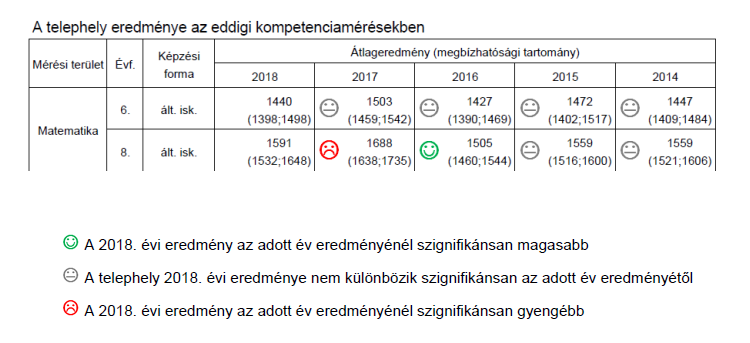 A telephely eredménye az eddigi kompetenciamérésekben
Mérési terület Évf. Képzési forma Átlageredmény (megbízhatósági tartomány)
2018 2017 2016 2015 2014
Matematika
6. ált. isk. 1440 1503 1427 1472 1447
(1398;1498) (1459;1542) (1390;1469) (1402;1517) (1409;1484)
8. ált. isk. 1591 1688 1505 1559 1559
(1532;1648) (1638;1735) (1460;1544) (1516;1600) (1521;1606)
A 2018. évi eredmény az adott év eredményénél szignifikánsan magasabb
A telephely 2018. évi eredménye nem különbözik szignifikánsan az adott év eredményétől
A 2018. évi eredmény az adott év eredményénél szignifikánsan gyengébb